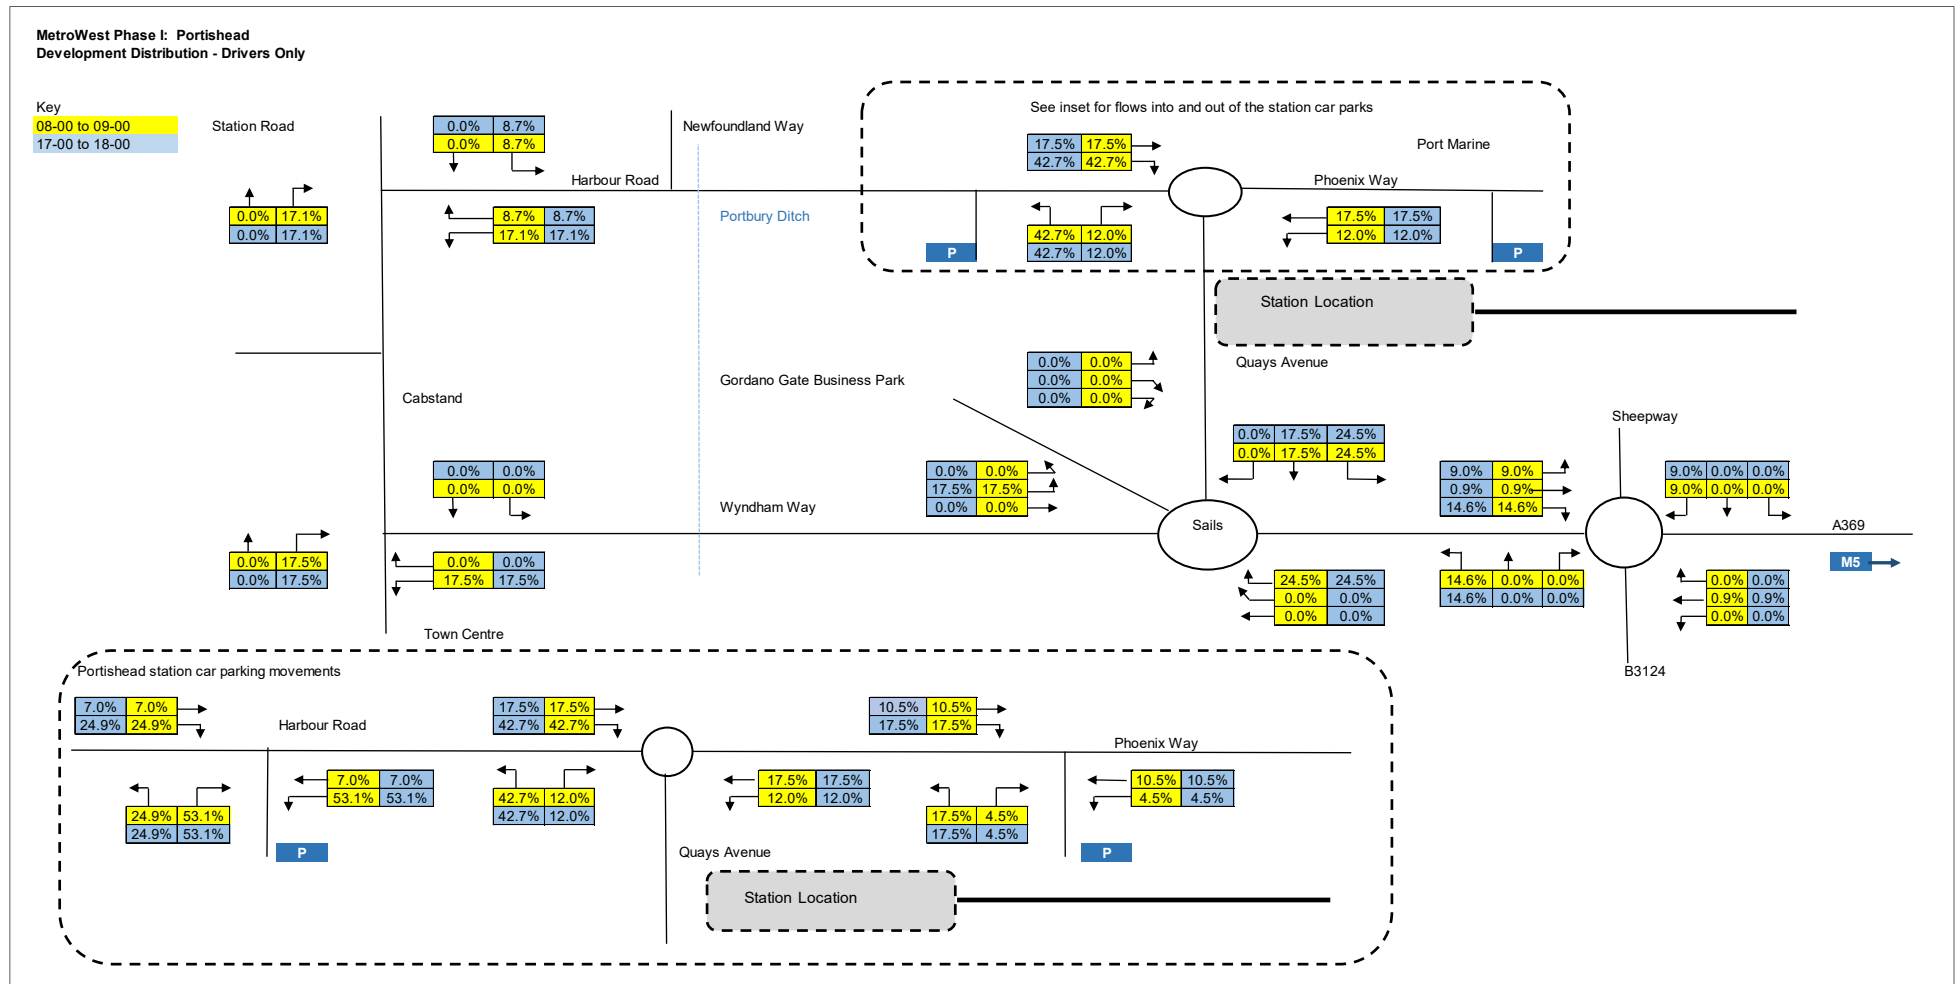 MetroWest Phase I:  Portishead
Development Distribution - Drivers Only
Key
08-00 to 09-00
17-00 to 18-00
Station Road
0.0% 8.7%
0.0% 8.7%
Newfoundland Way
See inset for flows into and out of the station car parks
17.5% 17.5%
42.7% 42.7%
Port Marine
Harbour Road
Phoenix Way
0.0% 17.1%
0.0% 17.1%
8.7% 8.7%
17.1% 17.1%
Portbury Ditch
P
42.7% 12.0%
42.7% 12.0%
17.5% 17.5%
12.0% 12.0%
P
Station Location
Quays Avenue
0.0% 0.0%
0.0% 0.0%
0.0% 0.0%
Gordano Gate Business Park
Cabstand
Sheepway
0.0% 17.5% 24.5%
0.0% 17.5% 24.5%
0.0% 0.0%
0.0% 0.0%
0.0% 0.0%
17.5% 17.5%
0.0% 0.0%
9.0% 9.0%
0.9% 0.9%
14.6% 14.6%
9.0% 0.0% 0.0%
9.0% 0.0% 0.0%
Wyndham Way
Sails
A369
0.0% 17.5%
0.0% 17.5%
0.0% 0.0%
17.5% 17.5%
24.5% 24.5%
0.0% 0.0%
0.0% 0.0%
14.6% 0.0% 0.0%
14.6% 0.0% 0.0%
0.0% 0.0%
0.9% 0.9%
0.0% 0.0%
M5
Town Centre
B3124
Portishead station car parking movements
7.0% 7.0%
24.9% 24.9%
Harbour Road
17.5% 17.5%
42.7% 42.7%
10.5% 10.5%
17.5% 17.5%
Phoenix Way
24.9% 53.1%
24.9% 53.1%
7.0% 7.0%
53.1% 53.1%
42.7% 12.0%
42.7% 12.0%
17.5% 17.5%
12.0% 12.0%
17.5% 4.5%
17.5% 4.5%
10.5% 10.5%
4.5% 4.5%
P
Quays Avenue
P
Station Location